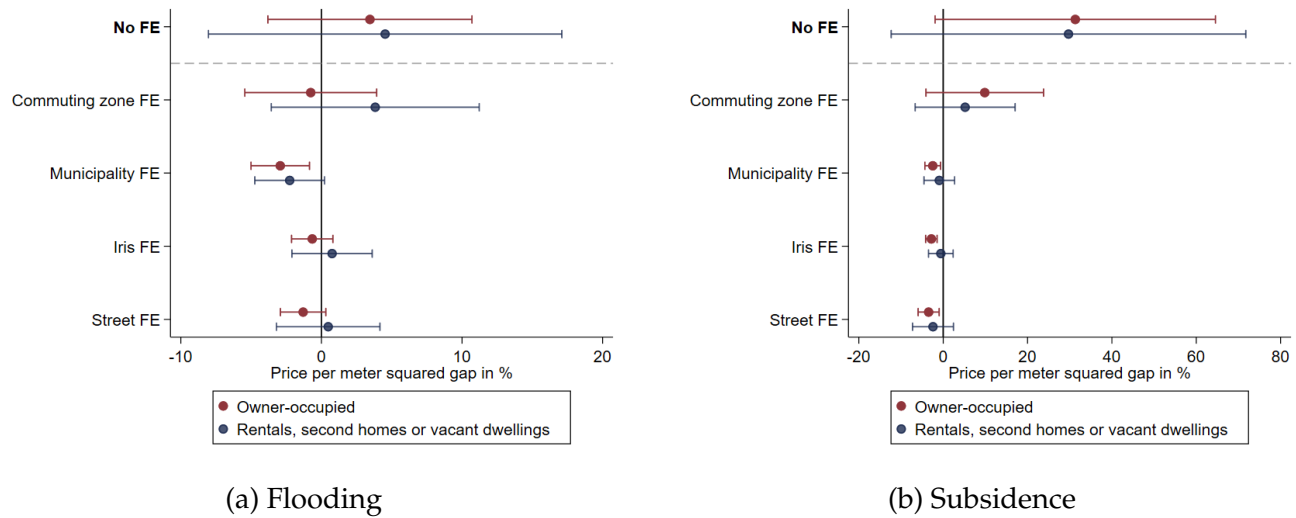 No FE
Commuting zone FE
Municipality FE
Iris FE
Street FE
-10 0 10 20
Price per meter squared gap in %
Owner-occupied
Rentals, second homes or vacant dwellings
(a) Flooding
No FE
Commuting zone FE
Municipality FE
Iris FE
Street FE
-20 0 20 40 60 80
Price per meter squared gap in %
Owner-occupied
Rentals, second homes or vacant dwellings
(b) Subsidence